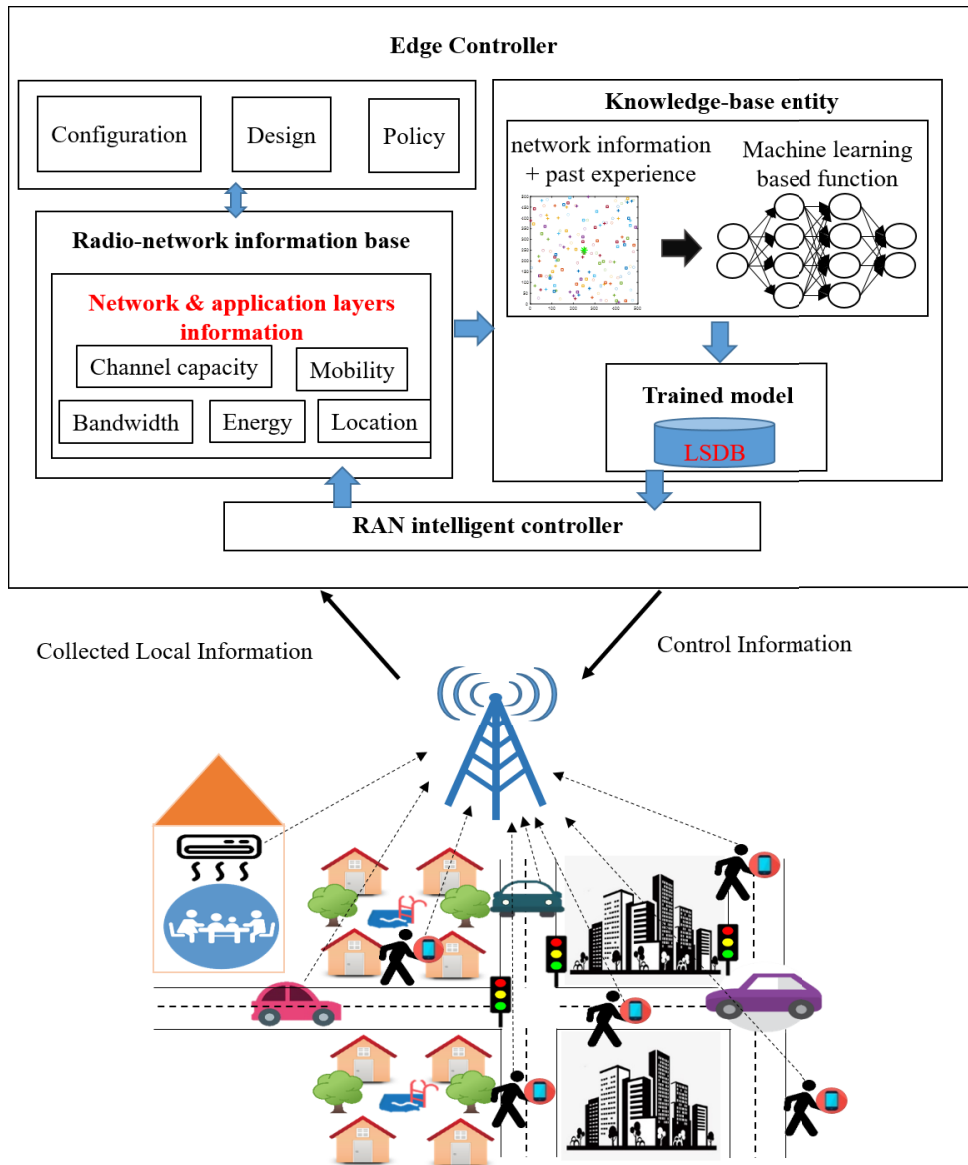 Edge Controller
Configuration
Design
Policy
Radio-network information base
Network & application layers
information
Channel capacity
Mobility
Bandwidth
Energy
Location
Knowledge-base entity
network information
+ past experience
Machine learning
based function
Trained model
LSDB
RAN intelligent controller
Collected Local Information
Control Information